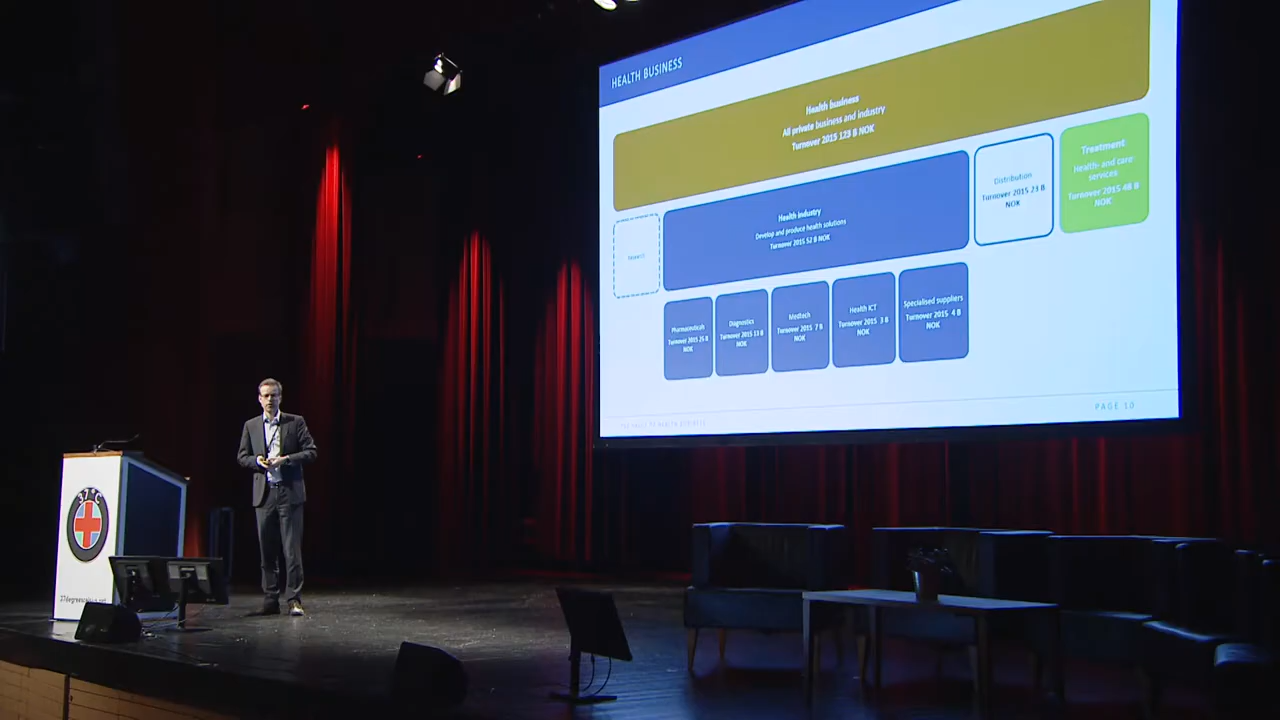 HEALTH BUSINESS
Health business
All private business and industry
Turnover 2015 123 B NOK
Health industry
Develop and produce health solutions
Turnover 2015 52 B NOK
Distribution
Turnover 2015 23 B
NOK
Treatment
Health- and care
services
Turnover 2015 48 B
NOK
Pharmaceuticals
Turnover 2015 25 B
NOK
Diagnostics
Turnover 2015 13 B
NOK
Medtech
Turnover 2015 7 B
NOK
Health ICT
Turnover 2015 3 B
NOK
Specialised suppliers
Turnover 2015 4 B
NOK
PAGE 10
37°C